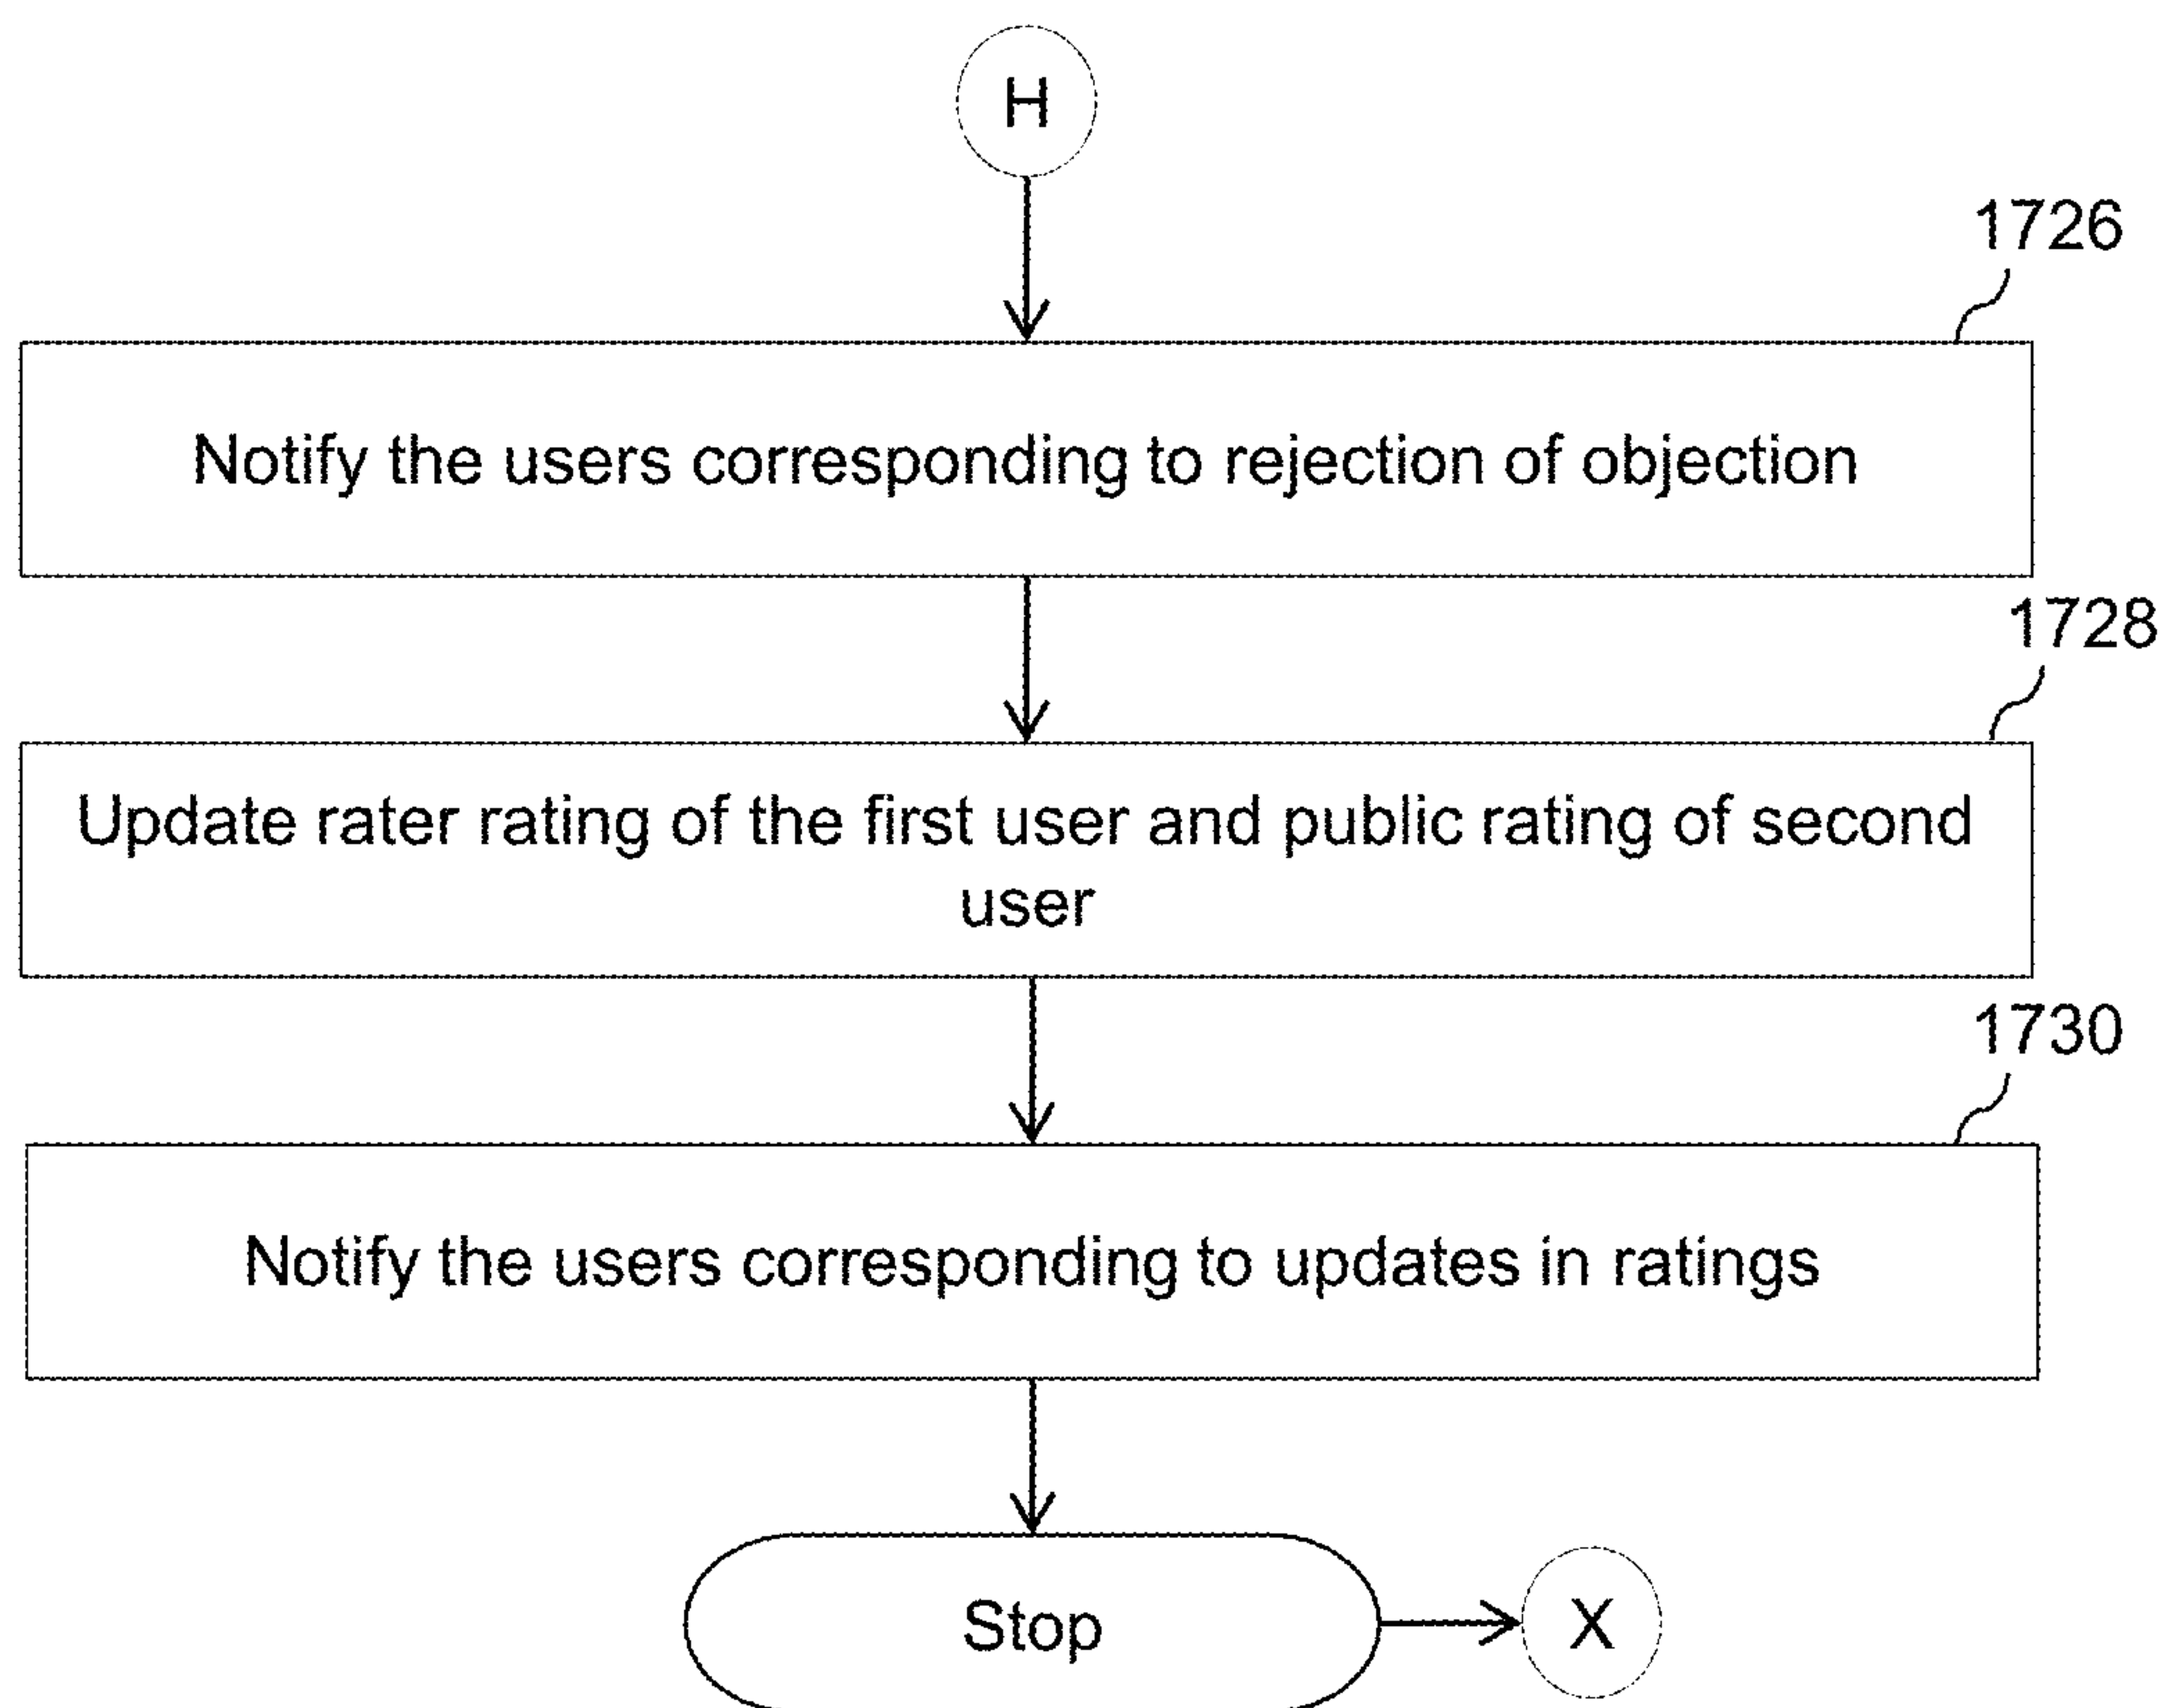 H
1726
Notify the users corresponding to rejection of objection
1728
Update rater rating of the first user and public rating of second
user
1730
Notify the users corresponding to updates in ratings
Stop
X